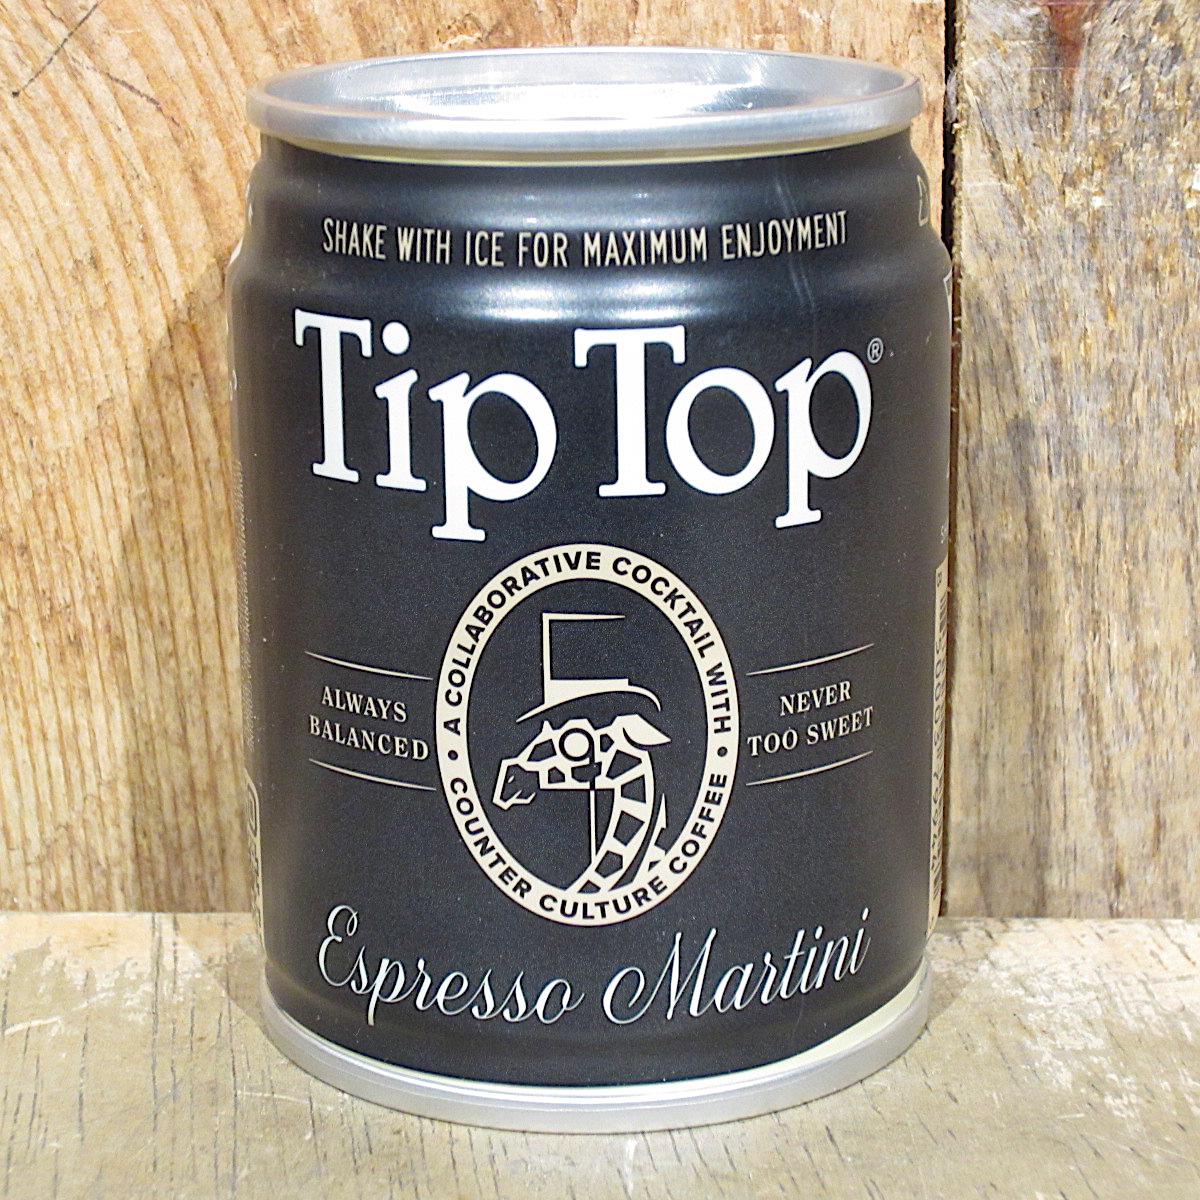 SHAKE WITH ICE FOR MAXIMUM ENJOYMENT
Tip Top®
A COLLABORATIVE COCKTAIL WITH
COUNTER CULTURE COFFEE
ALWAYS
BALANCED
NEVER
TOO SWEET
Espresso Martini